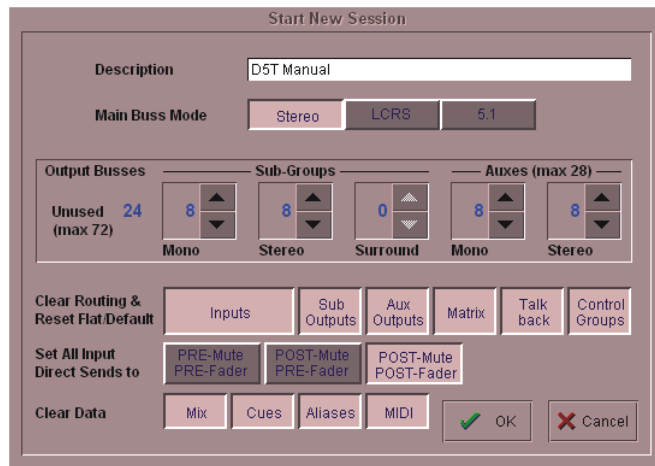 Start New Session
Description
D5T Manual
Main Buss Mode
Stereo
LCRS
5.1
Output Busses
Sub-Groups
Auxes (max 28)
Unused 24
(max 72)
8
8
0
8
8
Mono
Stereo
Surround
Mono
Stereo
Clear Routing &
Reset Flat/Default
Inputs
Sub
Outputs
Aux
Outputs
Matrix
Talk
back
Control
Groups
Set All Input
Direct Sends to
PRE-Mute
PRE-Fader
POST-Mute
PRE-Fader
POST-Mute
POST-Fader
Clear Data
Mix
Cues
Aliases
MIDI
OK
Cancel